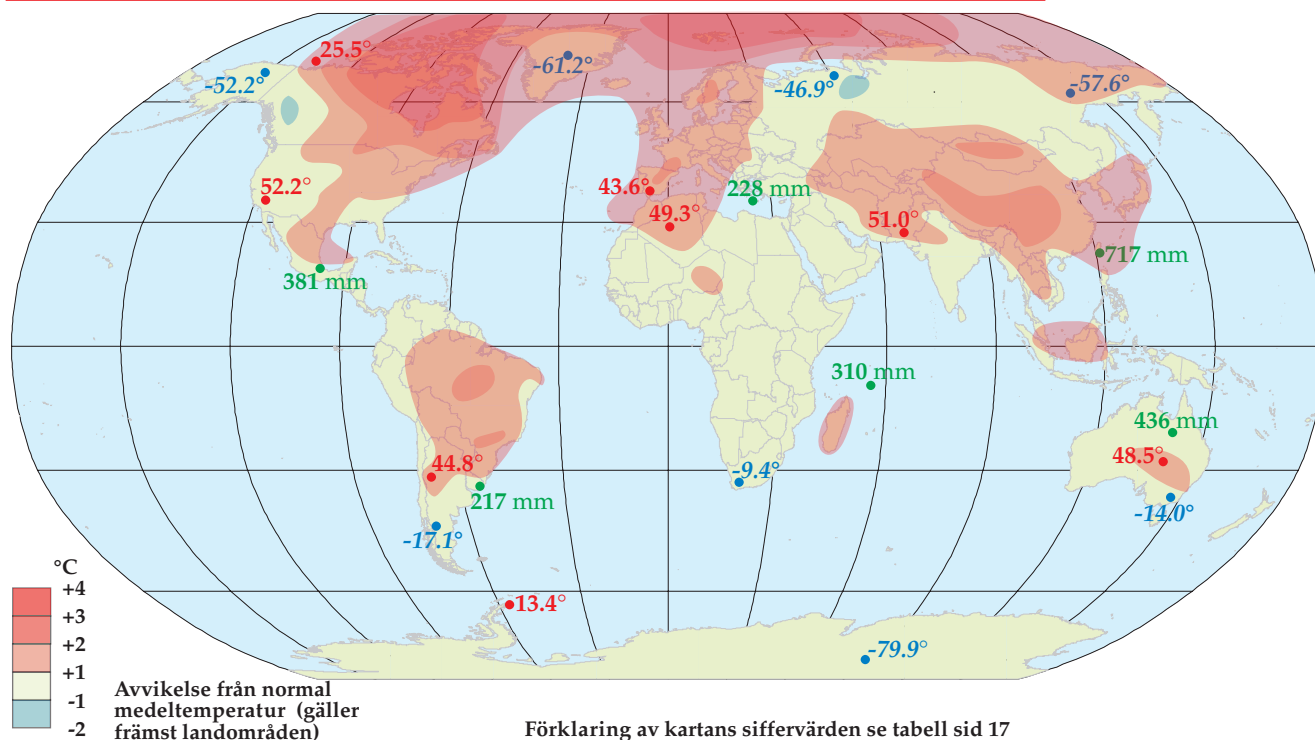 25.5°
-52.2°
-61.2°
-46.9°
-57.6°
52.2°
43.6°
228 mm
49.3°
51.0°
717 mm
381 mm
310 mm
436 mm
44.8°
48.5°
-9.4°
217 mm
-14.0°
-17.1°
13.4°
-79.9°
°C
+4
+3
+2
+1
-1
-2
Avvikelse från normal
medeltemperatur (gäller
främst landområden)
Förklaring av kartans siffervärden se tabell sid 17